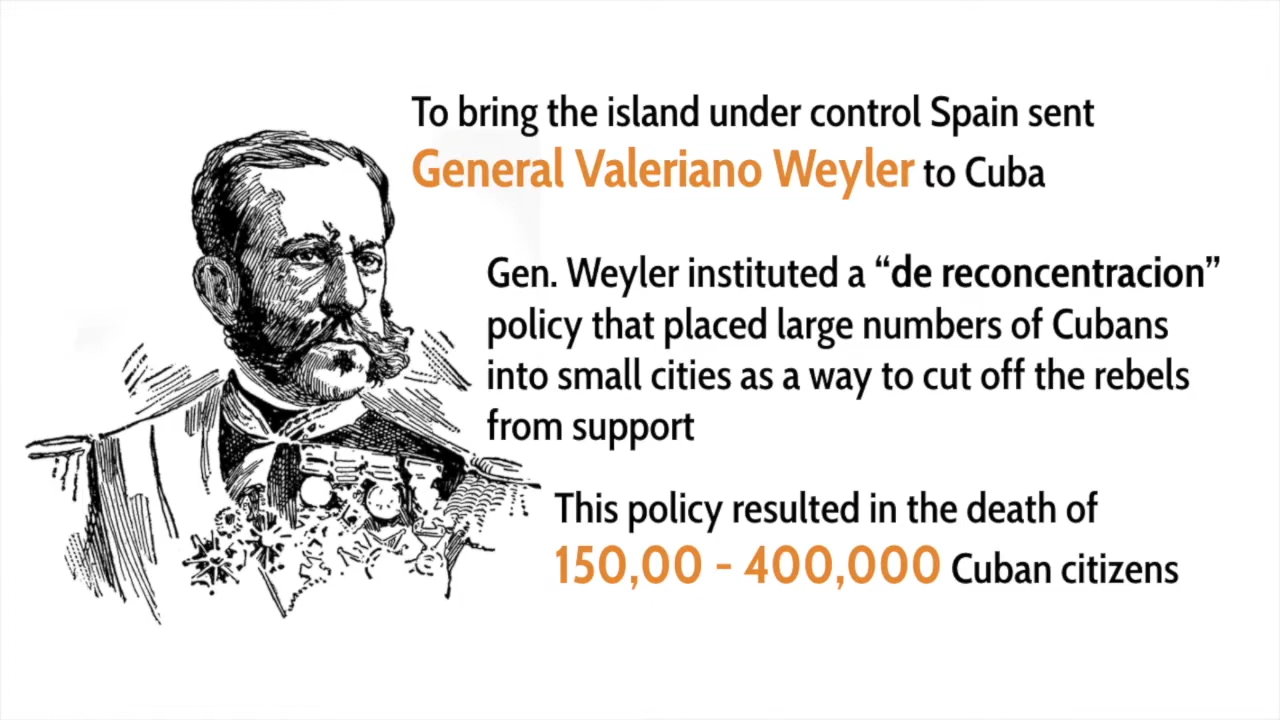 To bring the island under control Spain sent
General Valeriano Weyler to Cuba
Gen. Weyler instituted a “de reconcentracion”
policy that placed large numbers of Cubans
into small cities as a way to cut off the rebels
from support
This policy resulted in the death of
150,00 - 400,000 Cuban citizens